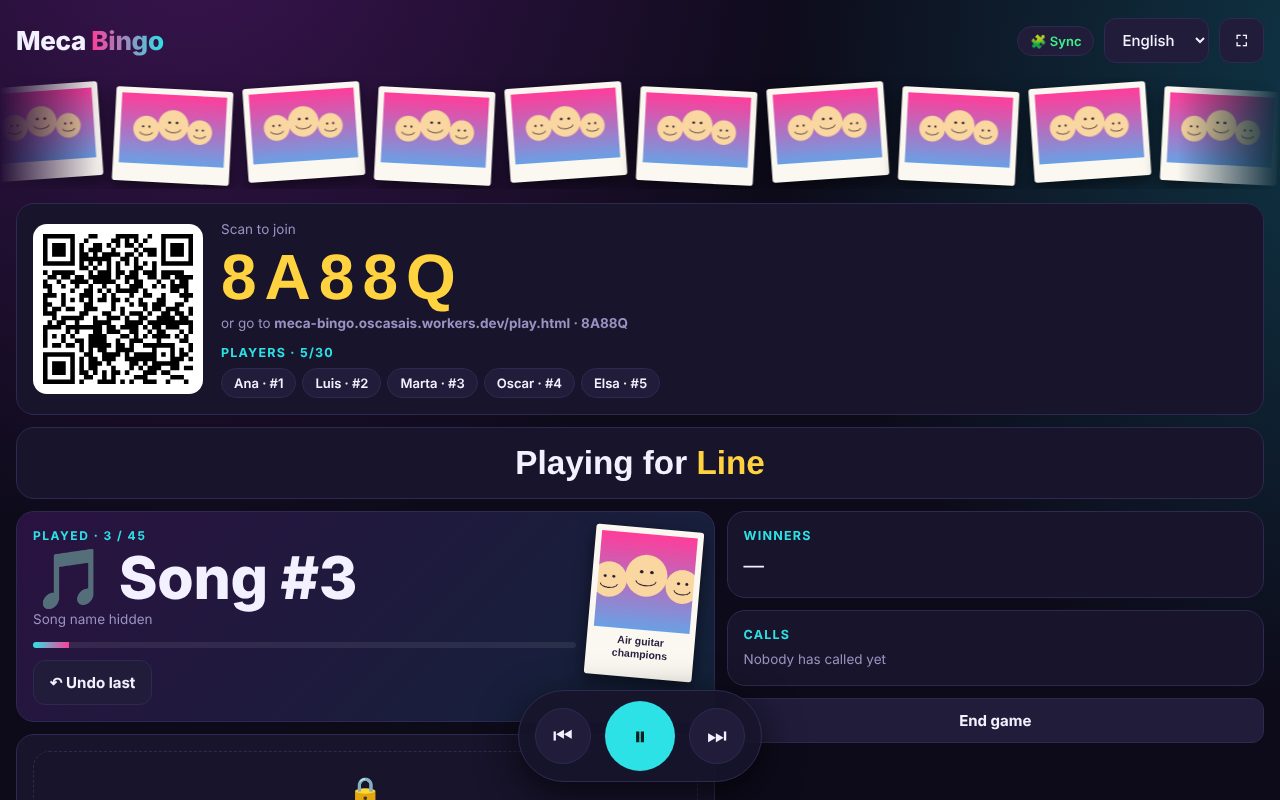 Meca Bingo
Sync
English
Scan to join
8A88Q
or go to meca-bingo.oscasais.workers.dev/play.html · 8A88Q
PLAYERS · 5/30
Ana · #1
Luis · #2
Marta · #3
Oscar · #4
Elsa · #5
Playing for Line
PLAYED · 3 / 45
Song #3
Song name hidden
Undo last
Air guitar
champions
WINNERS
—
CALLS
Nobody has called yet
End game